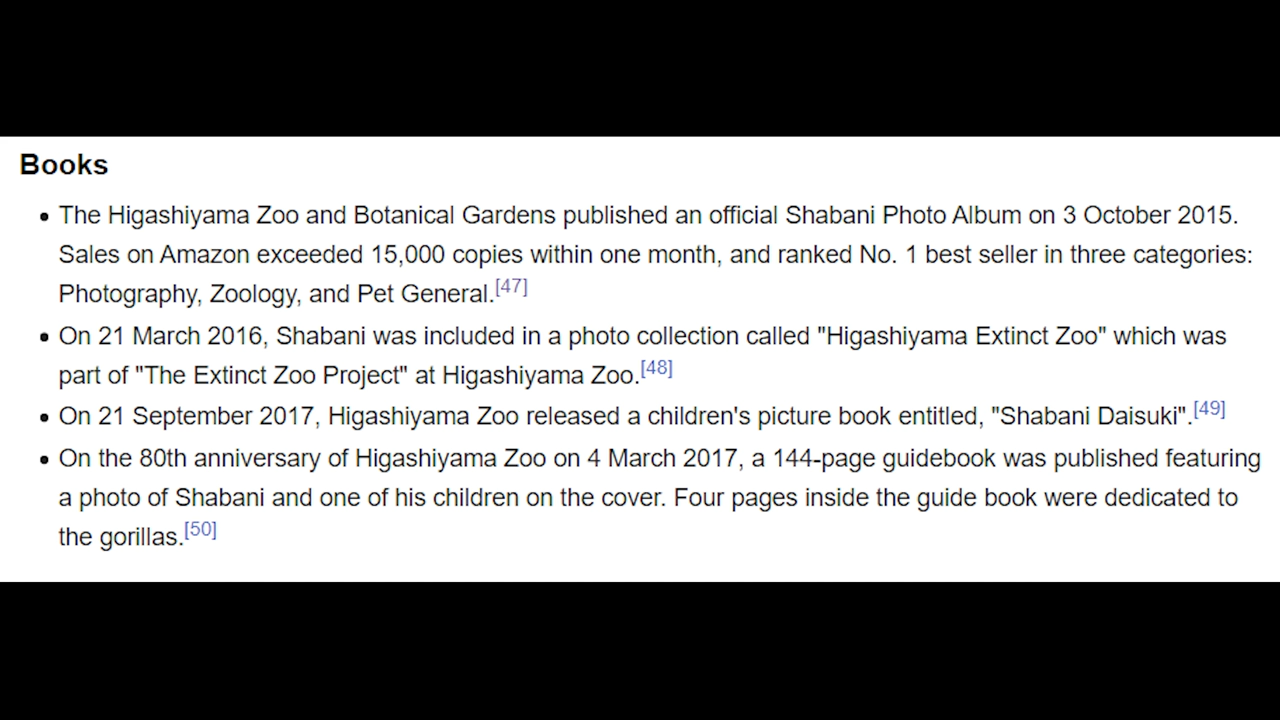 Books
• The Higashiyama Zoo and Botanical Gardens published an official Shabani Photo Album on 3 October 2015.
Sales on Amazon exceeded 15,000 copies within one month, and ranked No. 1 best seller in three categories:
Photography, Zoology, and Pet General.[47]
• On 21 March 2016, Shabani was included in a photo collection called "Higashiyama Extinct Zoo" which was
part of "The Extinct Zoo Project" at Higashiyama Zoo.[48]
• On 21 September 2017, Higashiyama Zoo released a children's picture book entitled, "Shabani Daisuki".[49]
• On the 80th anniversary of Higashiyama Zoo on 4 March 2017, a 144-page guidebook was published featuring
a photo of Shabani and one of his children on the cover. Four pages inside the guide book were dedicated to
the gorillas.[50]